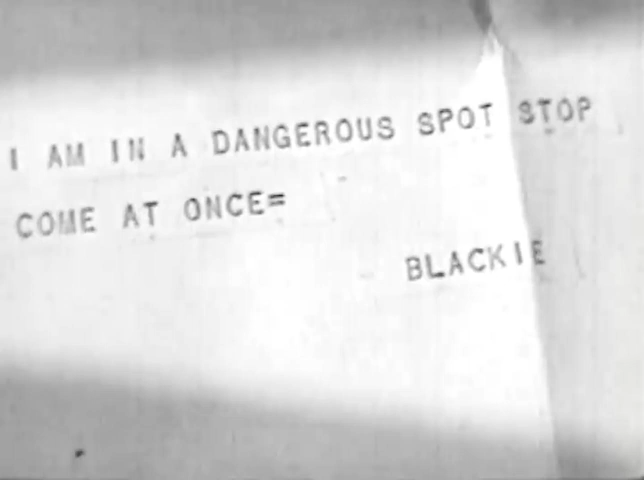 I AM IN A DANGEROUS SPOT STOP
COME AT ONCE=
BLACKIE